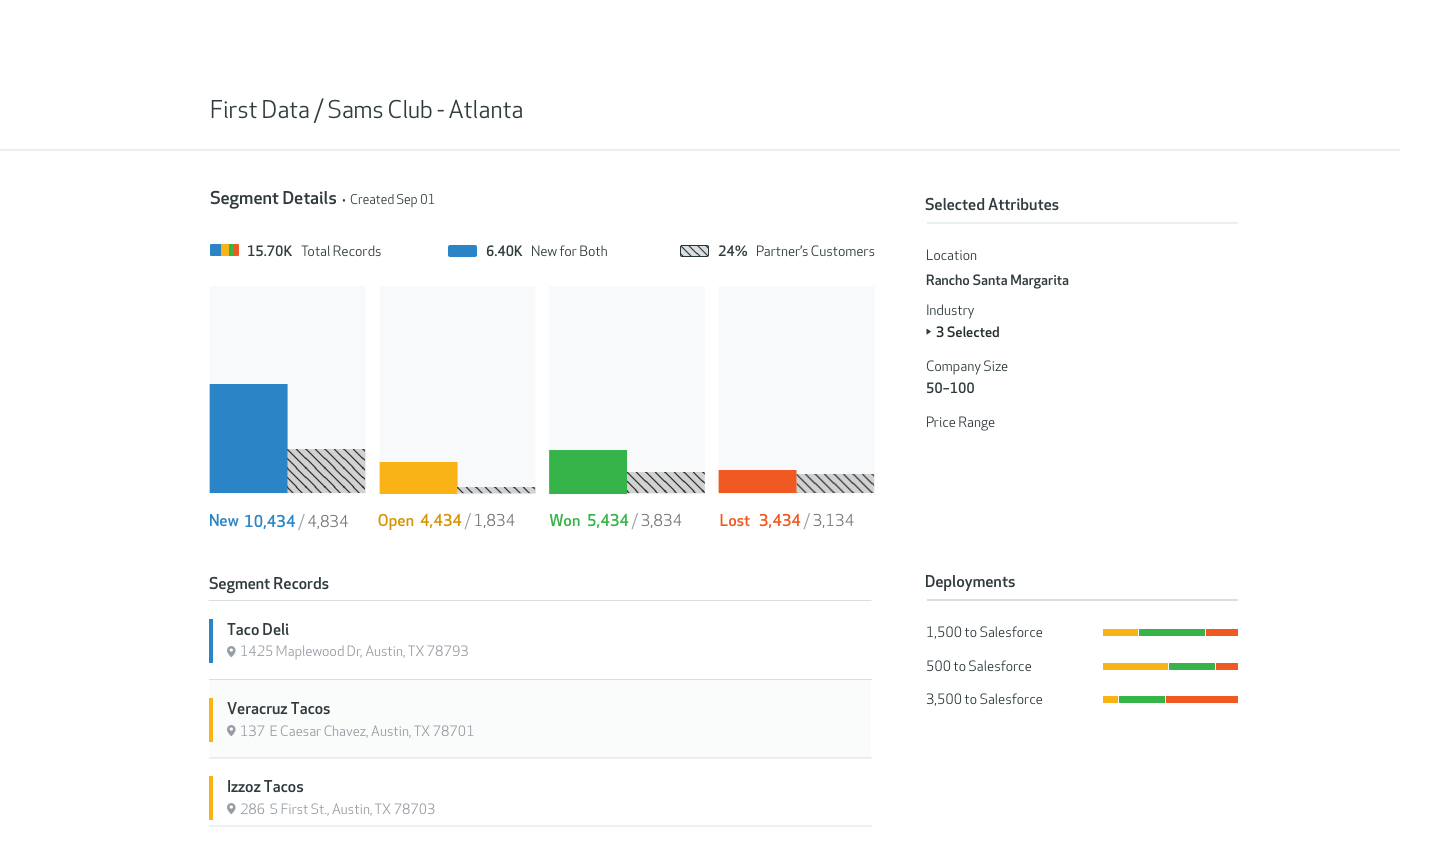 First Data / Sams Club - Atlanta
Segment Details · Created Sep 01
15.70K Total Records
6.40K New for Both
24% Partner's Customers
New 10,434 / 4,834
Open 4,434 / 1,834
Won 5,434 / 3,834
Lost 3,434 / 3,134
Selected Attributes
Location
Rancho Santa Margarita
Industry
3 Selected
Company Size
50–100
Price Range
Segment Records
Taco Deli
1425 Maplewood Dr, Austin, TX 78793
Veracruz Tacos
137 E Caesar Chavez, Austin, TX 78701
Izzoz Tacos
286 S First St., Austin, TX 78703
Deployments
1,500 to Salesforce
500 to Salesforce
3,500 to Salesforce